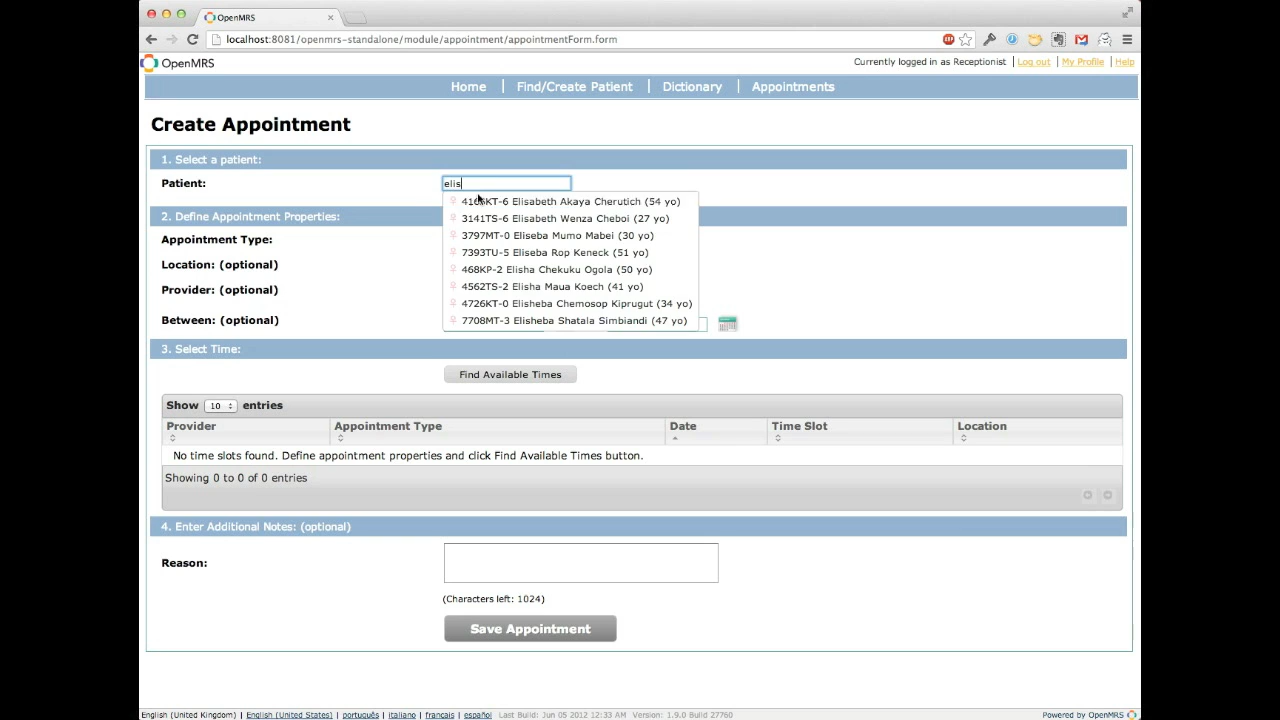 OpenMRS
localhost:8081/openmrs-standalone/module/appointment/appointmentForm.form
OpenMRS
Currently logged in as Receptionist | Log out | My Profile | Help
Home | Find/Create Patient | Dictionary | Appointments
Create Appointment
1. Select a patient:
Patient:
elis
KT-6 Elisabeth Akaya Cherutich (54 yo)
3141TS-6 Elisabeth Wenza Cheboi (27 yo)
3797MT-0 Eliseba Mumo Mabei (30 yo)
7393TU-5 Eliseba Rop Keneck (51 yo)
468KP-2 Elisha Chekuku Ogola (50 yo)
4562TS-2 Elisha Maua Koech (41 yo)
4726KT-0 Elisheba Chemosop Kiprugut (34 yo)
7708MT-3 Elisheba Shatala Simbiandi (47 yo)
2. Define Appointment Properties:
Appointment Type:
Location: (optional)
Provider: (optional)
Between: (optional)
3. Select Time:
Find Available Times
Show 10 entries
Provider Appointment Type Date Time Slot Location
No time slots found. Define appointment properties and click Find Available Times button.
Showing 0 to 0 of 0 entries
4. Enter Additional Notes: (optional)
Reason:
(Characters left: 1024)
Save Appointment
English (United Kingdom) | English (United States) | português | italiano | français | español Last Build: Jun 05 2012 12:33 AM Version: 1.9.0 Build 27760 Powered by OpenMRS